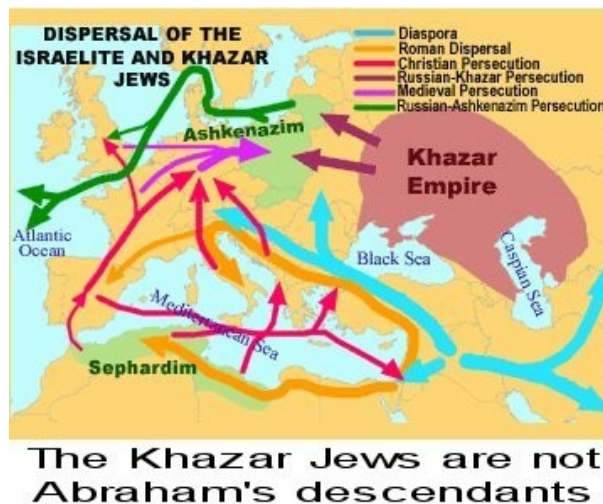 DISPERSAL OF THE
ISRAELITE AND KHAZAR
JEWS
Diaspora
Roman Dispersal
Christian Persecution
Russian-Khazar Persecution
Medieval Persecution
Russian-Ashkenazim Persecution
Ashkenazim
Khazar
Empire
Atlantic
Ocean
Black Sea
Caspian Sea
Mediterranean Sea
Sephardim
The Khazar Jews are not
Abraham's descendants